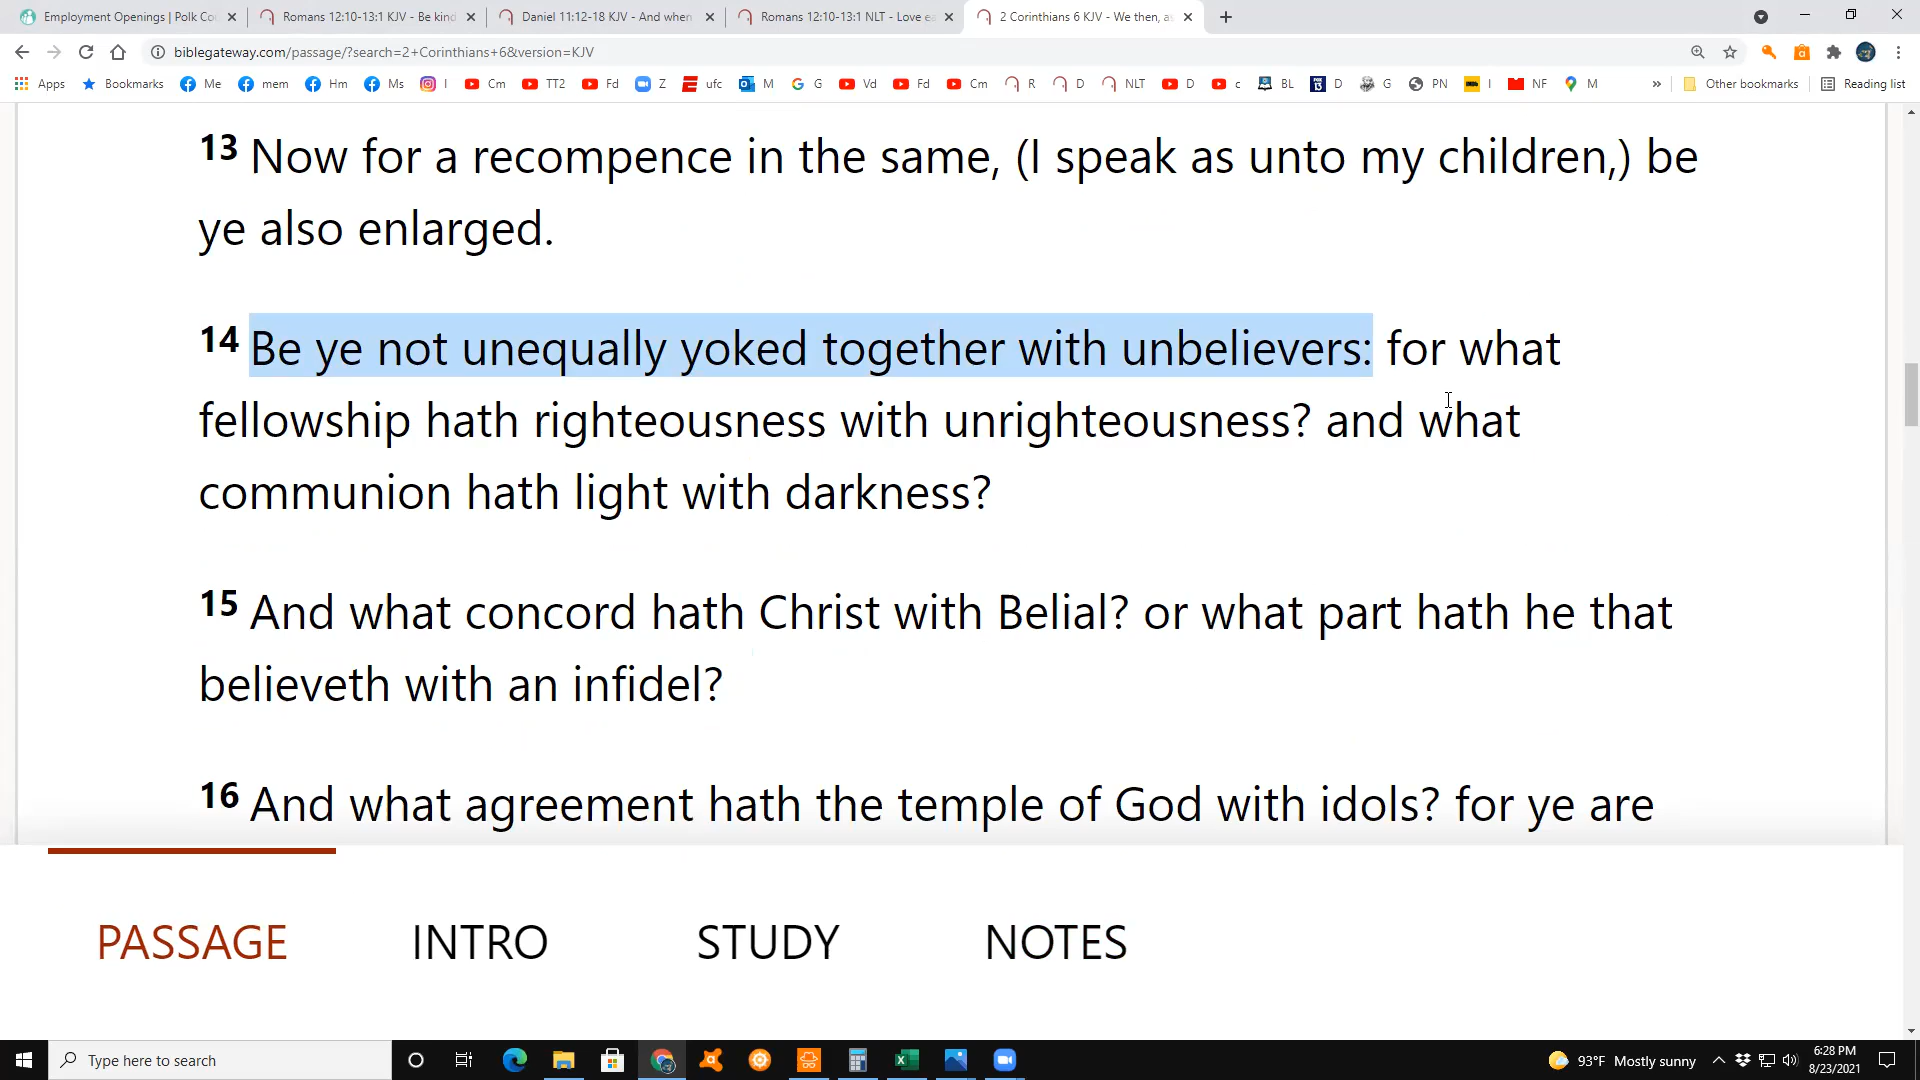 Employment Openings | Polk Co
Romans 12:10-13:1 KJV - Be kind
Daniel 11:12-18 KJV - And when
Romans 12:10-13:1 NLT - Love ea
2 Corinthians 6 KJV - We then, as
biblegateway.com/passage/?search=2+Corinthians+6&version=KJV
Apps Bookmarks Me mem Hm Ms I Cm TT2 Fd Z ufc M G Vd Fd Cm R D NLT D c BL D G PN I NF M » Other bookmarks Reading list
13 Now for a recompence in the same, (I speak as unto my children,) be
ye also enlarged.
14 Be ye not unequally yoked together with unbelievers: for what
fellowship hath righteousness with unrighteousness? and what
communion hath light with darkness?
15 And what concord hath Christ with Belial? or what part hath he that
believeth with an infidel?
16 And what agreement hath the temple of God with idols? for ye are
PASSAGE INTRO STUDY NOTES
Type here to search
93°F Mostly sunny
6:28 PM
8/23/2021